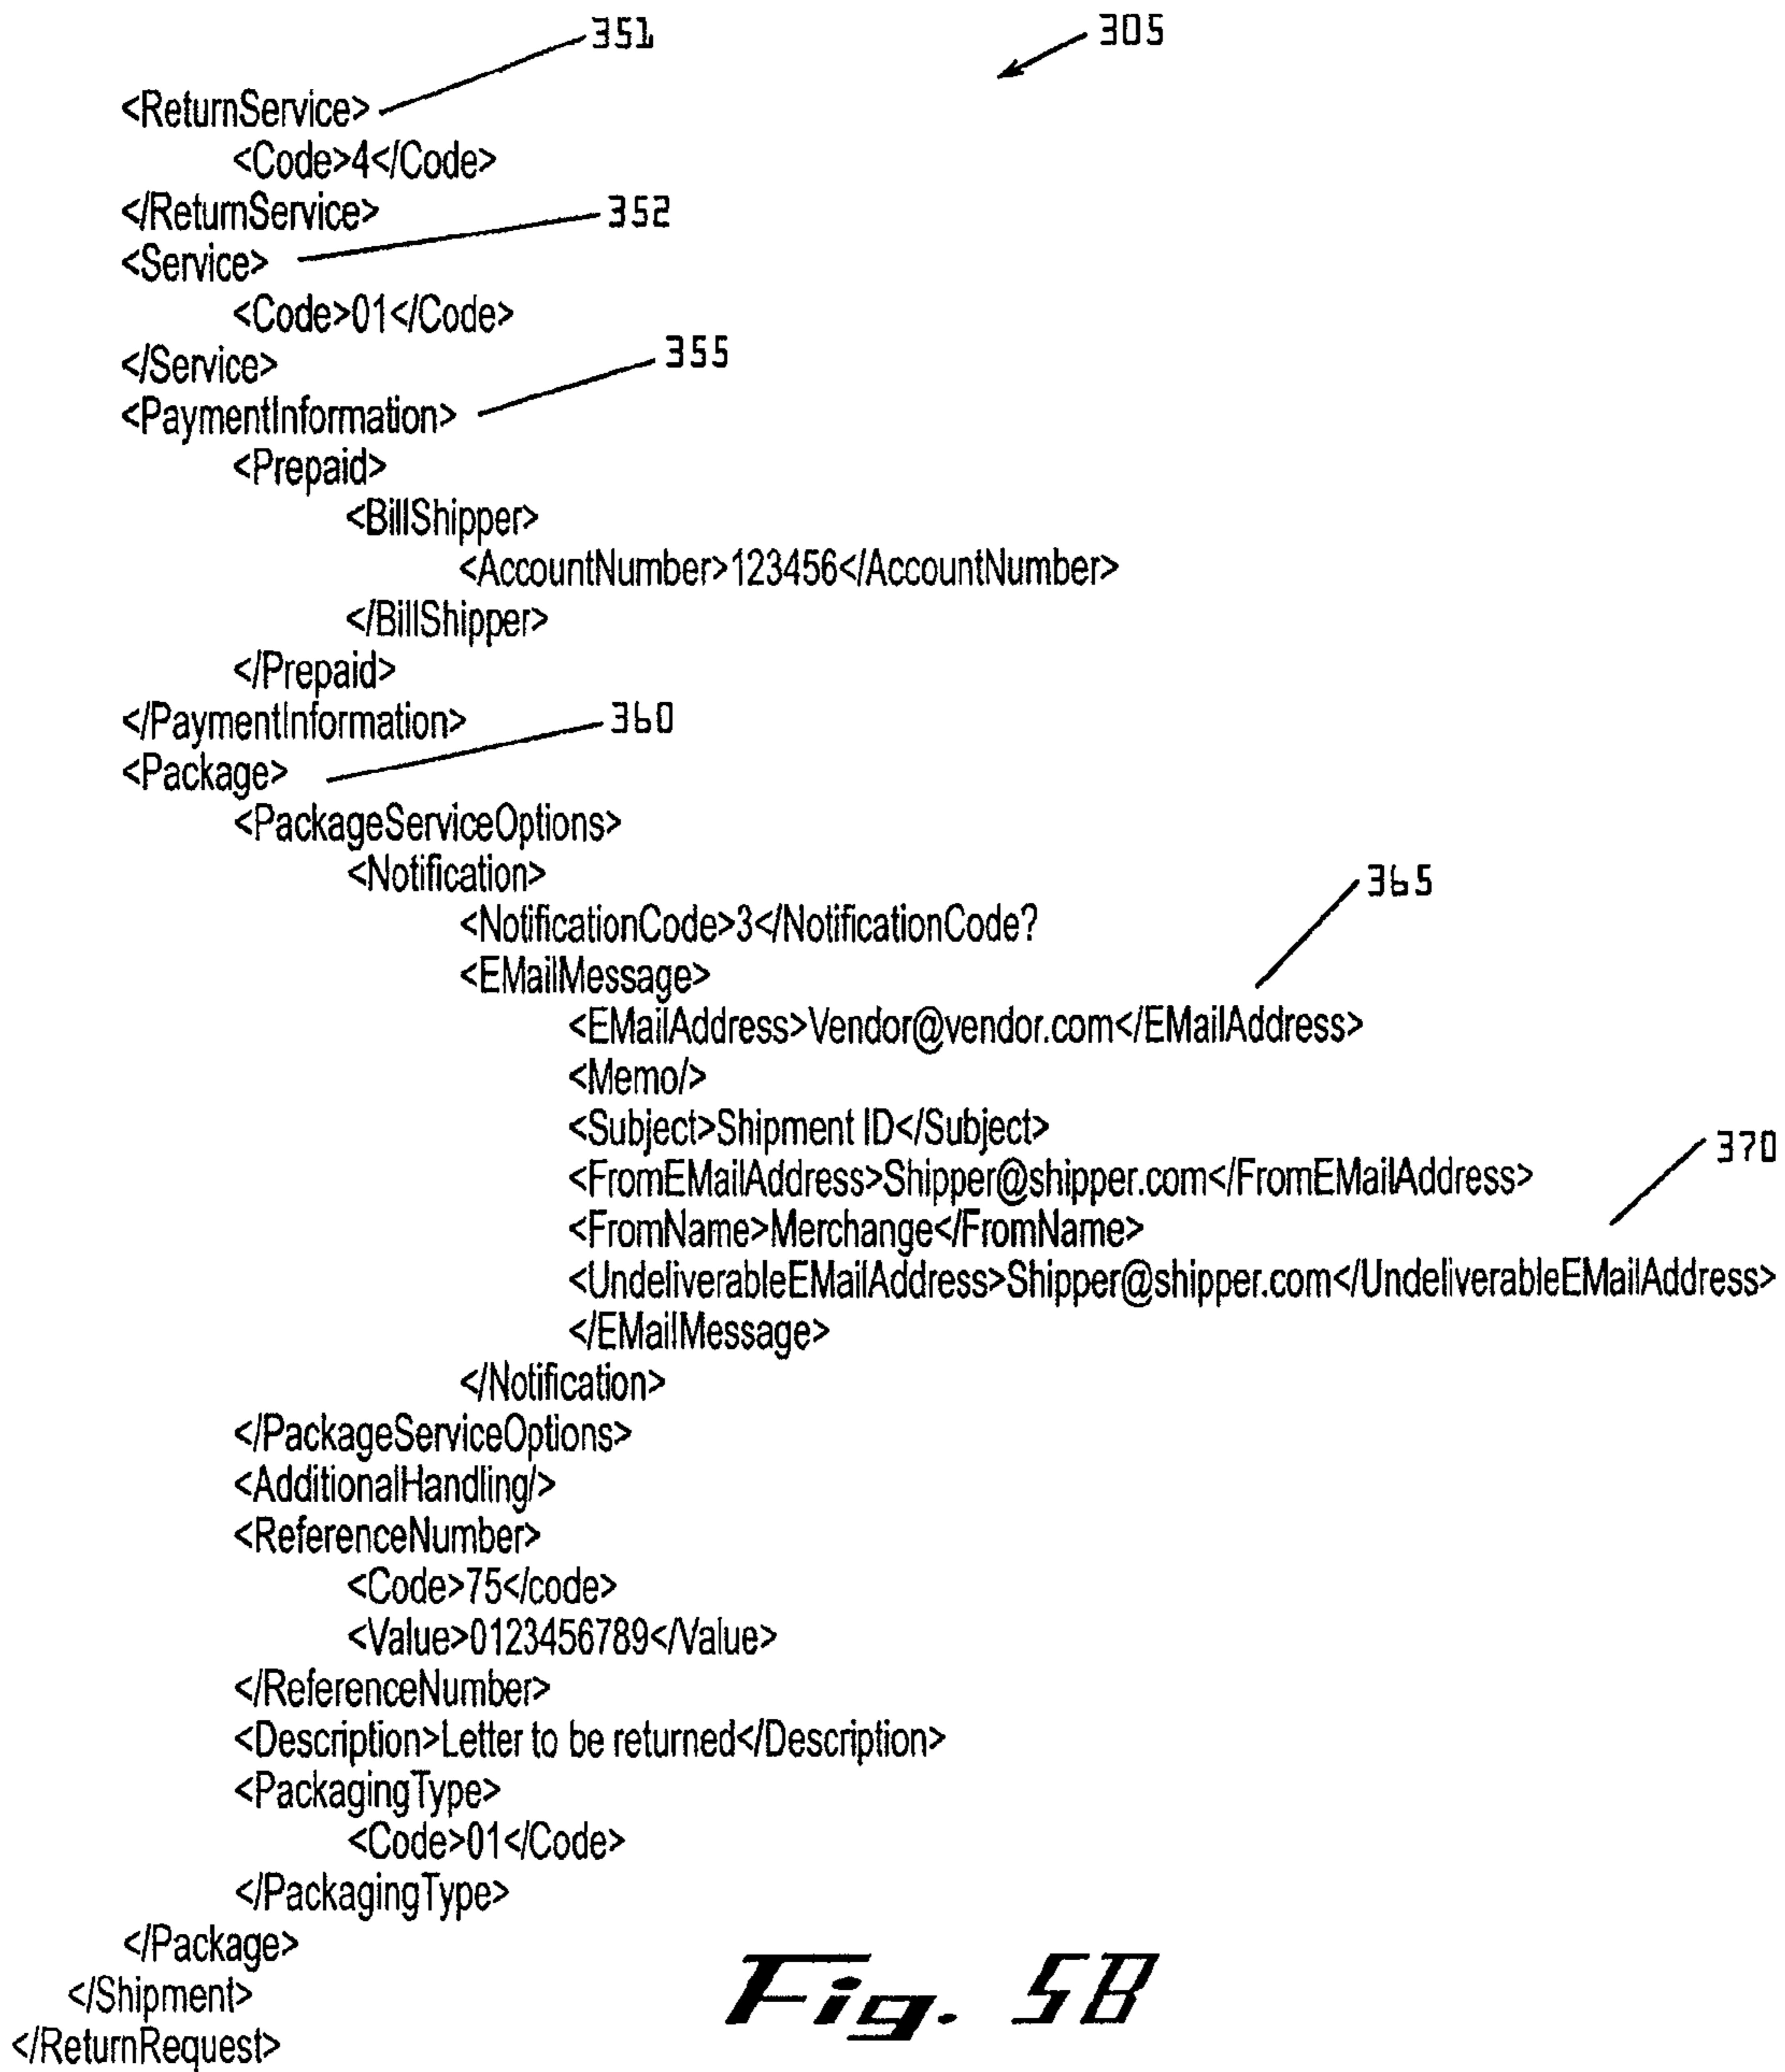 351
305
<ReturnService>
<Code>4</Code>
</ReturnService>
352
<Service>
<Code>01</Code>
</Service>
355
<PaymentInformation>
<Prepaid>
<BillShipper>
<AccountNumber>123456</AccountNumber>
</BillShipper>
</Prepaid>
</PaymentInformation>
360
<Package>
<PackageServiceOptions>
<Notification>
365
<NotificationCode>3</NotificationCode?
<EMailMessage>
<EMailAddress>Vendor@vendor.com</EMailAddress>
<Memo/>
<Subject>Shipment ID</Subject>
370
<FromEMailAddress>Shipper@shipper.com</FromEMailAddress>
<FromName>Merchange</FromName>
<UndeliverableEMailAddress>Shipper@shipper.com</UndeliverableEMailAddress>
</EMailMessage>
</Notification>
</PackageServiceOptions>
<AdditionalHandling/>
<ReferenceNumber>
<Code>75</code>
<Value>0123456789</Value>
</ReferenceNumber>
<Description>Letter to be returned</Description>
<PackagingType>
<Code>01</Code>
</PackagingType>
</Package>
</Shipment>
</ReturnRequest>
Fig. 5B